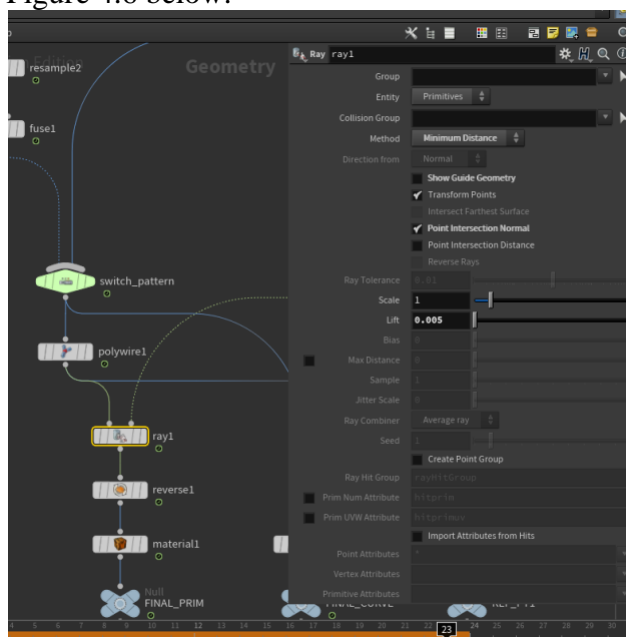 Figure 4.6 below.
Edition
Geometry
resample2
fuse1
switch_pattern
polywire1
ray1
reverse1
material1
Null
FINAL_PRIM
Ray ray1
Group
Entity Primitives
Collision Group
Method Minimum Distance
Direction from Normal
Show Guide Geometry
Transform Points
Intersect Farthest Surface
Point Intersection Normal
Point Intersection Distance
Reverse Rays
Ray Tolerance 0.01
Scale 1
Lift 0.005
Bias 0
Max Distance 0
Sample 1
Jitter Scale 0
Ray Combiner Average ray
Seed 1
Create Point Group
Ray Hit Group rayHitGroup
Prim Num Attribute hitprim
Prim UVW Attribute hitprimuv
Import Attributes from Hits
Point Attributes *
Vertex Attributes
Primitive Attributes
FINAL_CURVE
4 5 6 7 8 9 10 11 12 13 14 15 16 17 18 19 20 21 22 23 24 25 26 27 28 29 30